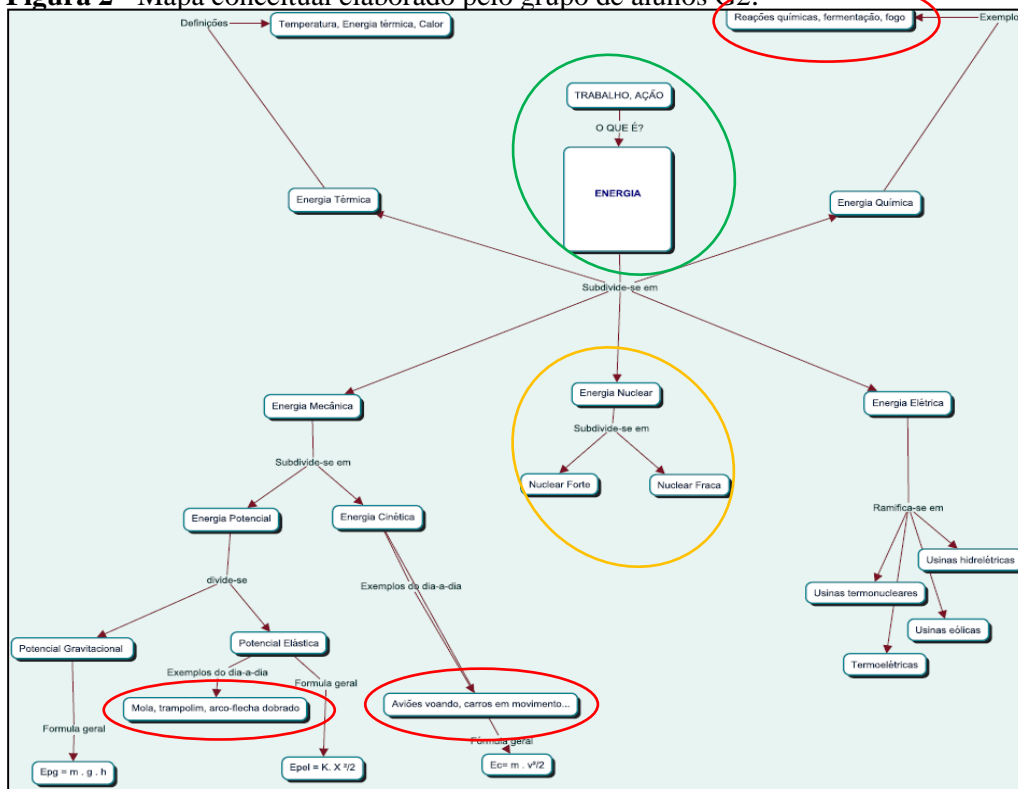 Figura 2 - Mapa conceitual elaborado pelo grupo de alunos G2.
Definições
Temperatura, Energia térmica, Calor
Reações químicas, fermentação, fogo
Exemplo
TRABALHO, AÇÃO
O QUE É?
ENERGIA
Energia Térmica
Energia Química
Subdivide-se em
Energia Mecânica
Energia Nuclear
Energia Elétrica
Subdivide-se em
Subdivide-se em
Nuclear Forte
Nuclear Fraca
Energia Potencial
Energia Cinética
Ramifica-se em
Usinas hidrelétricas
Usinas termonucleares
Usinas eólicas
Termoelétricas
divide-se
Exemplos do dia-a-dia
Potencial Gravitacional
Potencial Elástica
Exemplos do dia-a-dia
Formula geral
Mola, trampolim, arco-flecha dobrado
Aviões voando, carros em movimento...
Formula geral
Fórmula geral
Epg = m . g . h
Epel = K. X ²/2
Ec= m . v²/2